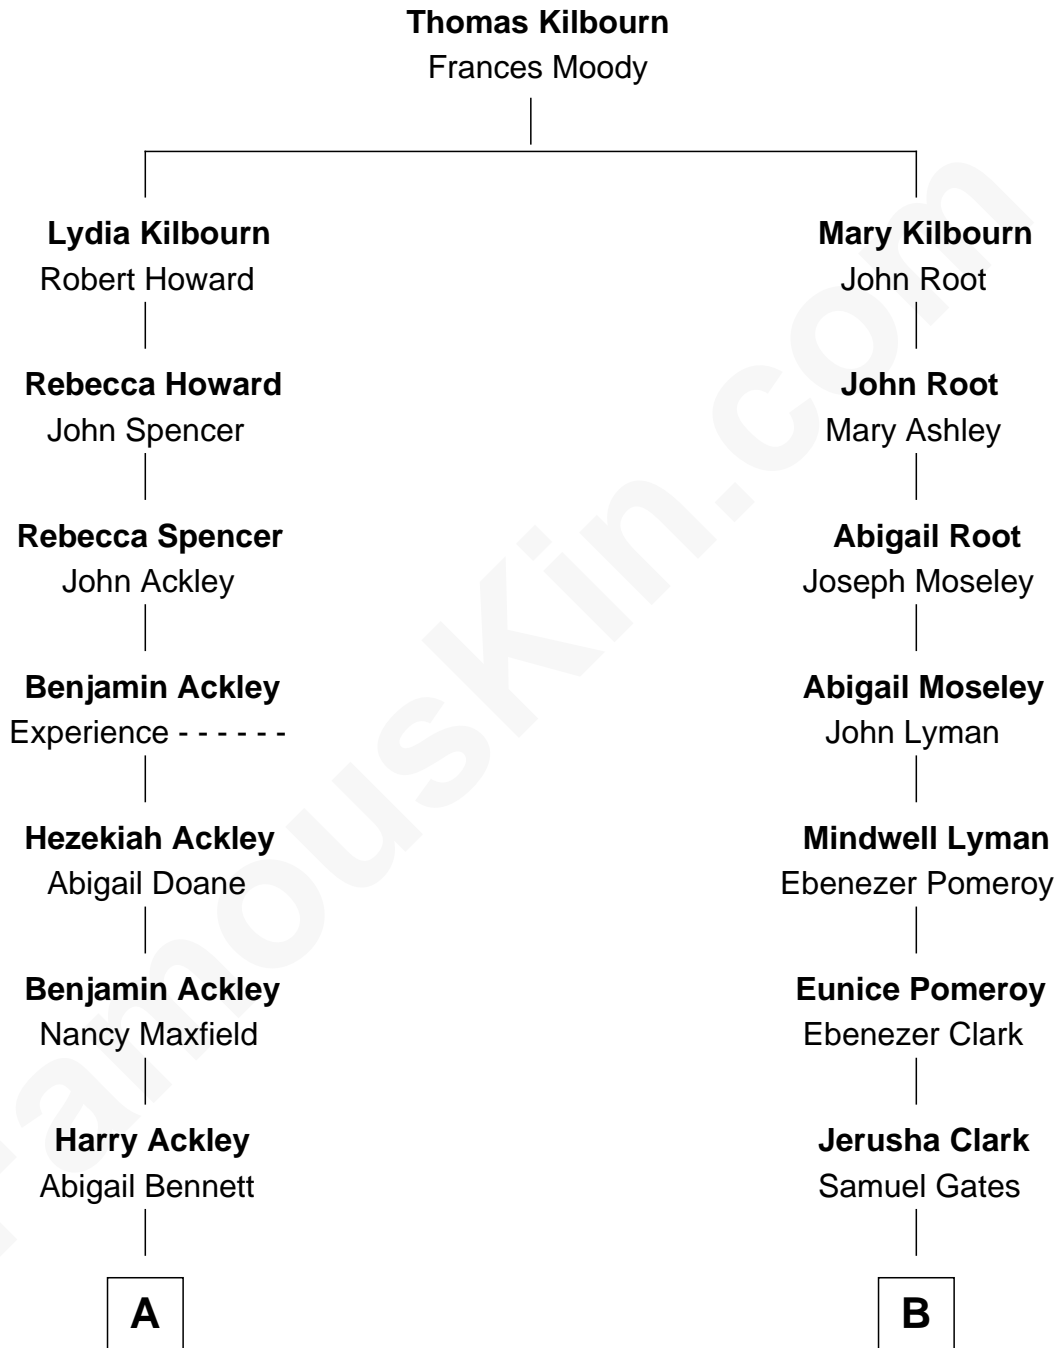 Thomas Kilbourn
Frances Moody
Lydia Kilbourn
Robert Howard
Rebecca Howard
John Spencer
Rebecca Spencer
John Ackley
Benjamin Ackley
Experience - - - - - -
Hezekiah Ackley
Abigail Doane
Benjamin Ackley
Nancy Maxfield
Harry Ackley
Abigail Bennett
A
Mary Kilbourn
John Root
John Root
Mary Ashley
Abigail Root
Joseph Moseley
Abigail Moseley
John Lyman
Mindwell Lyman
Ebenezer Pomeroy
Eunice Pomeroy
Ebenezer Clark
Jerusha Clark
Samuel Gates
B
FamousKin.com